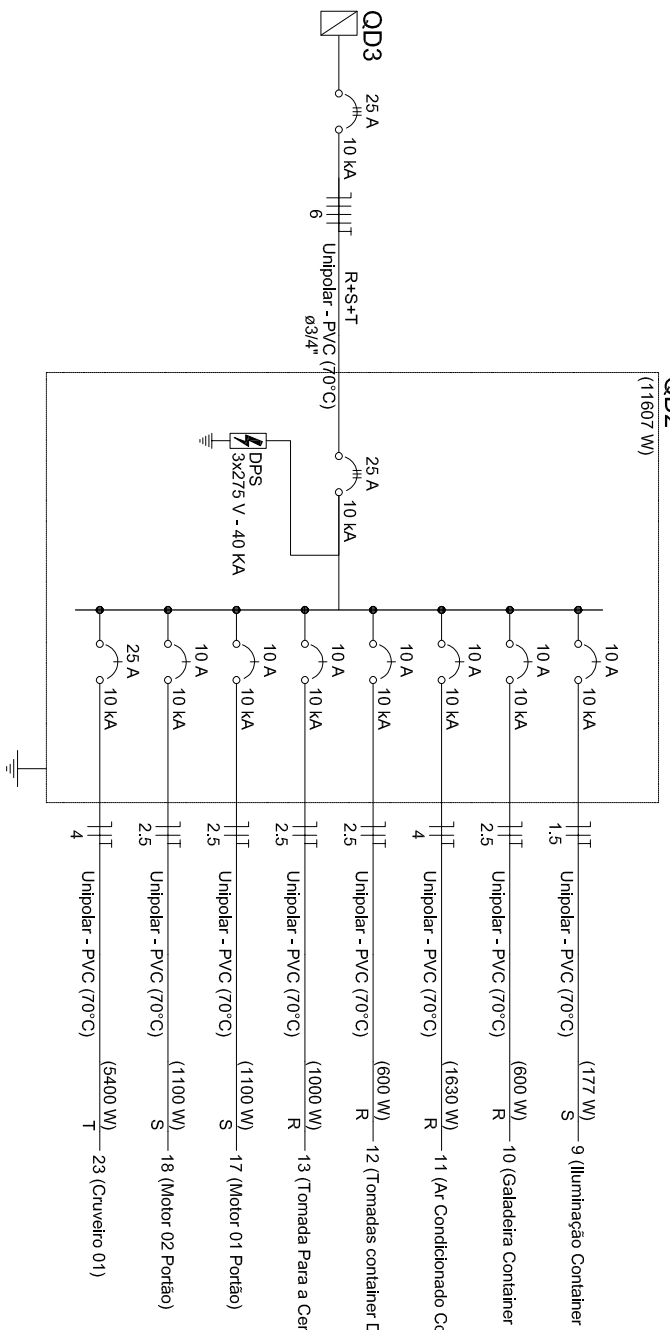 QD3
25 A
10 kA
6
R+S+T
Unipolar - PVC (70°C)
ø3/4"
(11607 W)
25 A
10 kA
DPS
3x275 V - 40 KA
10 A
10 kA
1.5
(177 W)
S
9 (Iluminação Container
10 A
10 kA
2.5
Unipolar - PVC (70°C)
(600 W)
R
10 (Galadeira Container
10 A
10 kA
4
Unipolar - PVC (70°C)
(1630 W)
R
11 (Ar Condicionado Co
10 A
10 kA
2.5
Unipolar - PVC (70°C)
(600 W)
R
12 (Tomadas container D
10 A
10 kA
2.5
Unipolar - PVC (70°C)
(1000 W)
R
13 (Tomada Para a Cer
10 A
10 kA
2.5
Unipolar - PVC (70°C)
(1100 W)
S
17 (Motor 01 Portão)
10 A
10 kA
2.5
Unipolar - PVC (70°C)
(1100 W)
S
18 (Motor 02 Portão)
25 A
10 kA
4
Unipolar - PVC (70°C)
(5400 W)
T
23 (Cruveiro 01)